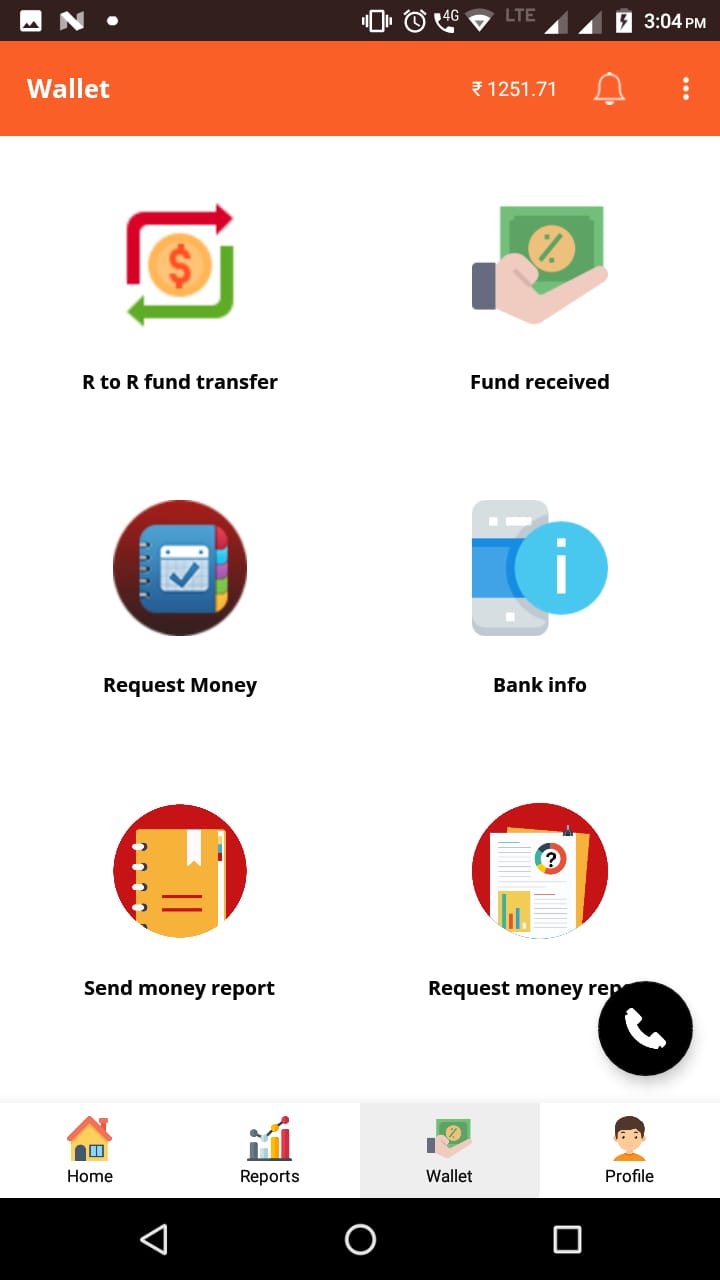 4G LTE 3:04 PM
Wallet ₹ 1251.71
R to R fund transfer Fund received
Request Money Bank info
Send money report Request money rep
Home Reports Wallet Profile